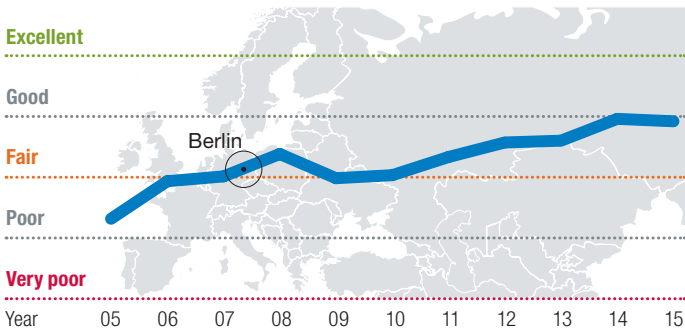 Excellent
Good
Berlin
Fair
Poor
Very poor
Year 05 06 07 08 09 10 11 12 13 14 15